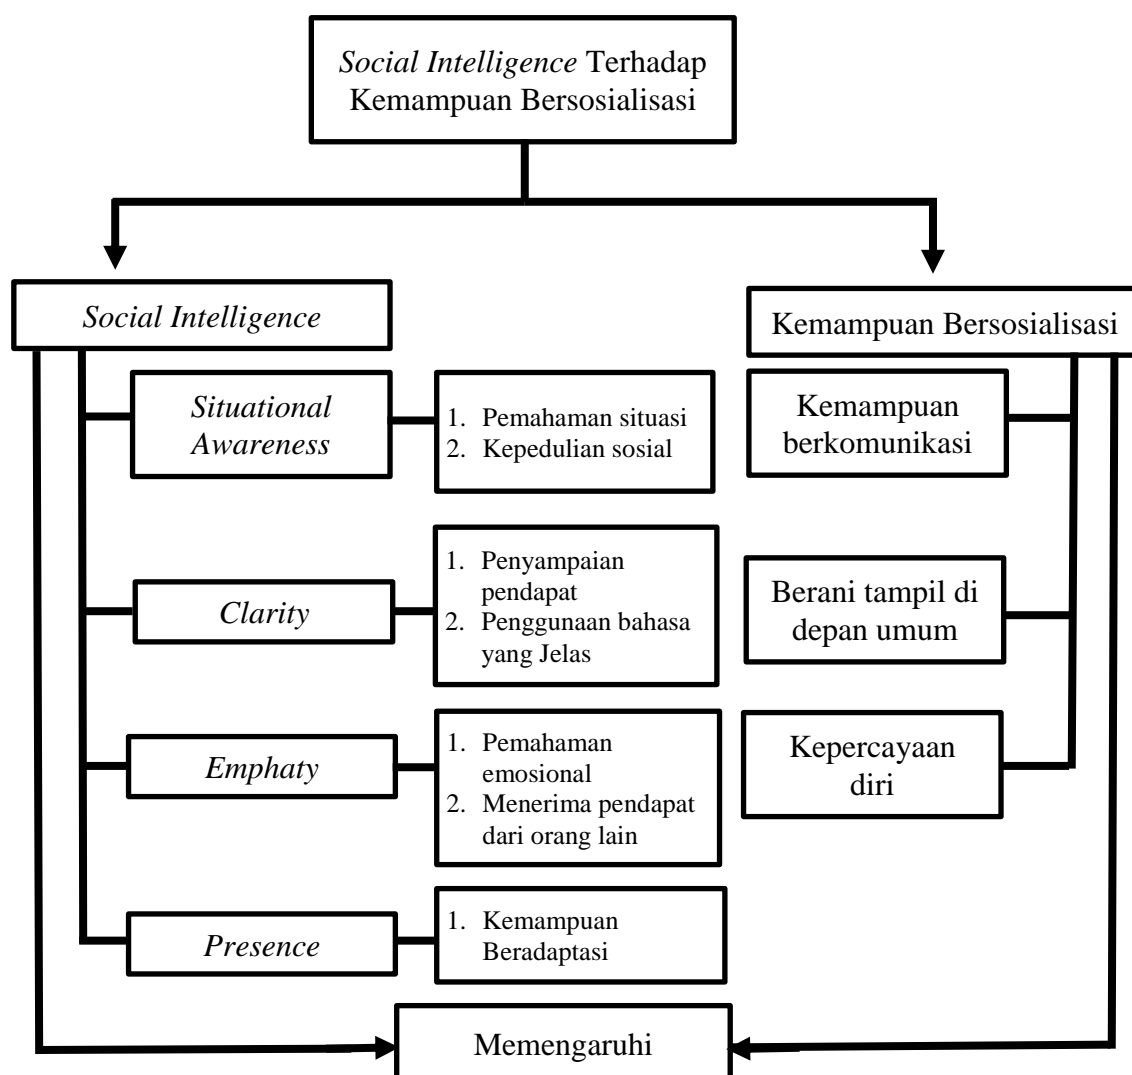 Social Intelligence Terhadap
Kemampuan Bersosialisasi
Social Intelligence
Kemampuan Bersosialisasi
Situational
Awareness
1. Pemahaman situasi
2. Kepedulian sosial
Kemampuan
berkomunikasi
Clarity
1. Penyampaian
pendapat
2. Penggunaan bahasa
yang Jelas
Berani tampil di
depan umum
Emphaty
1. Pemahaman
emosional
2. Menerima pendapat
dari orang lain
Kepercayaan
diri
Presence
1. Kemampuan
Beradaptasi
Memengaruhi